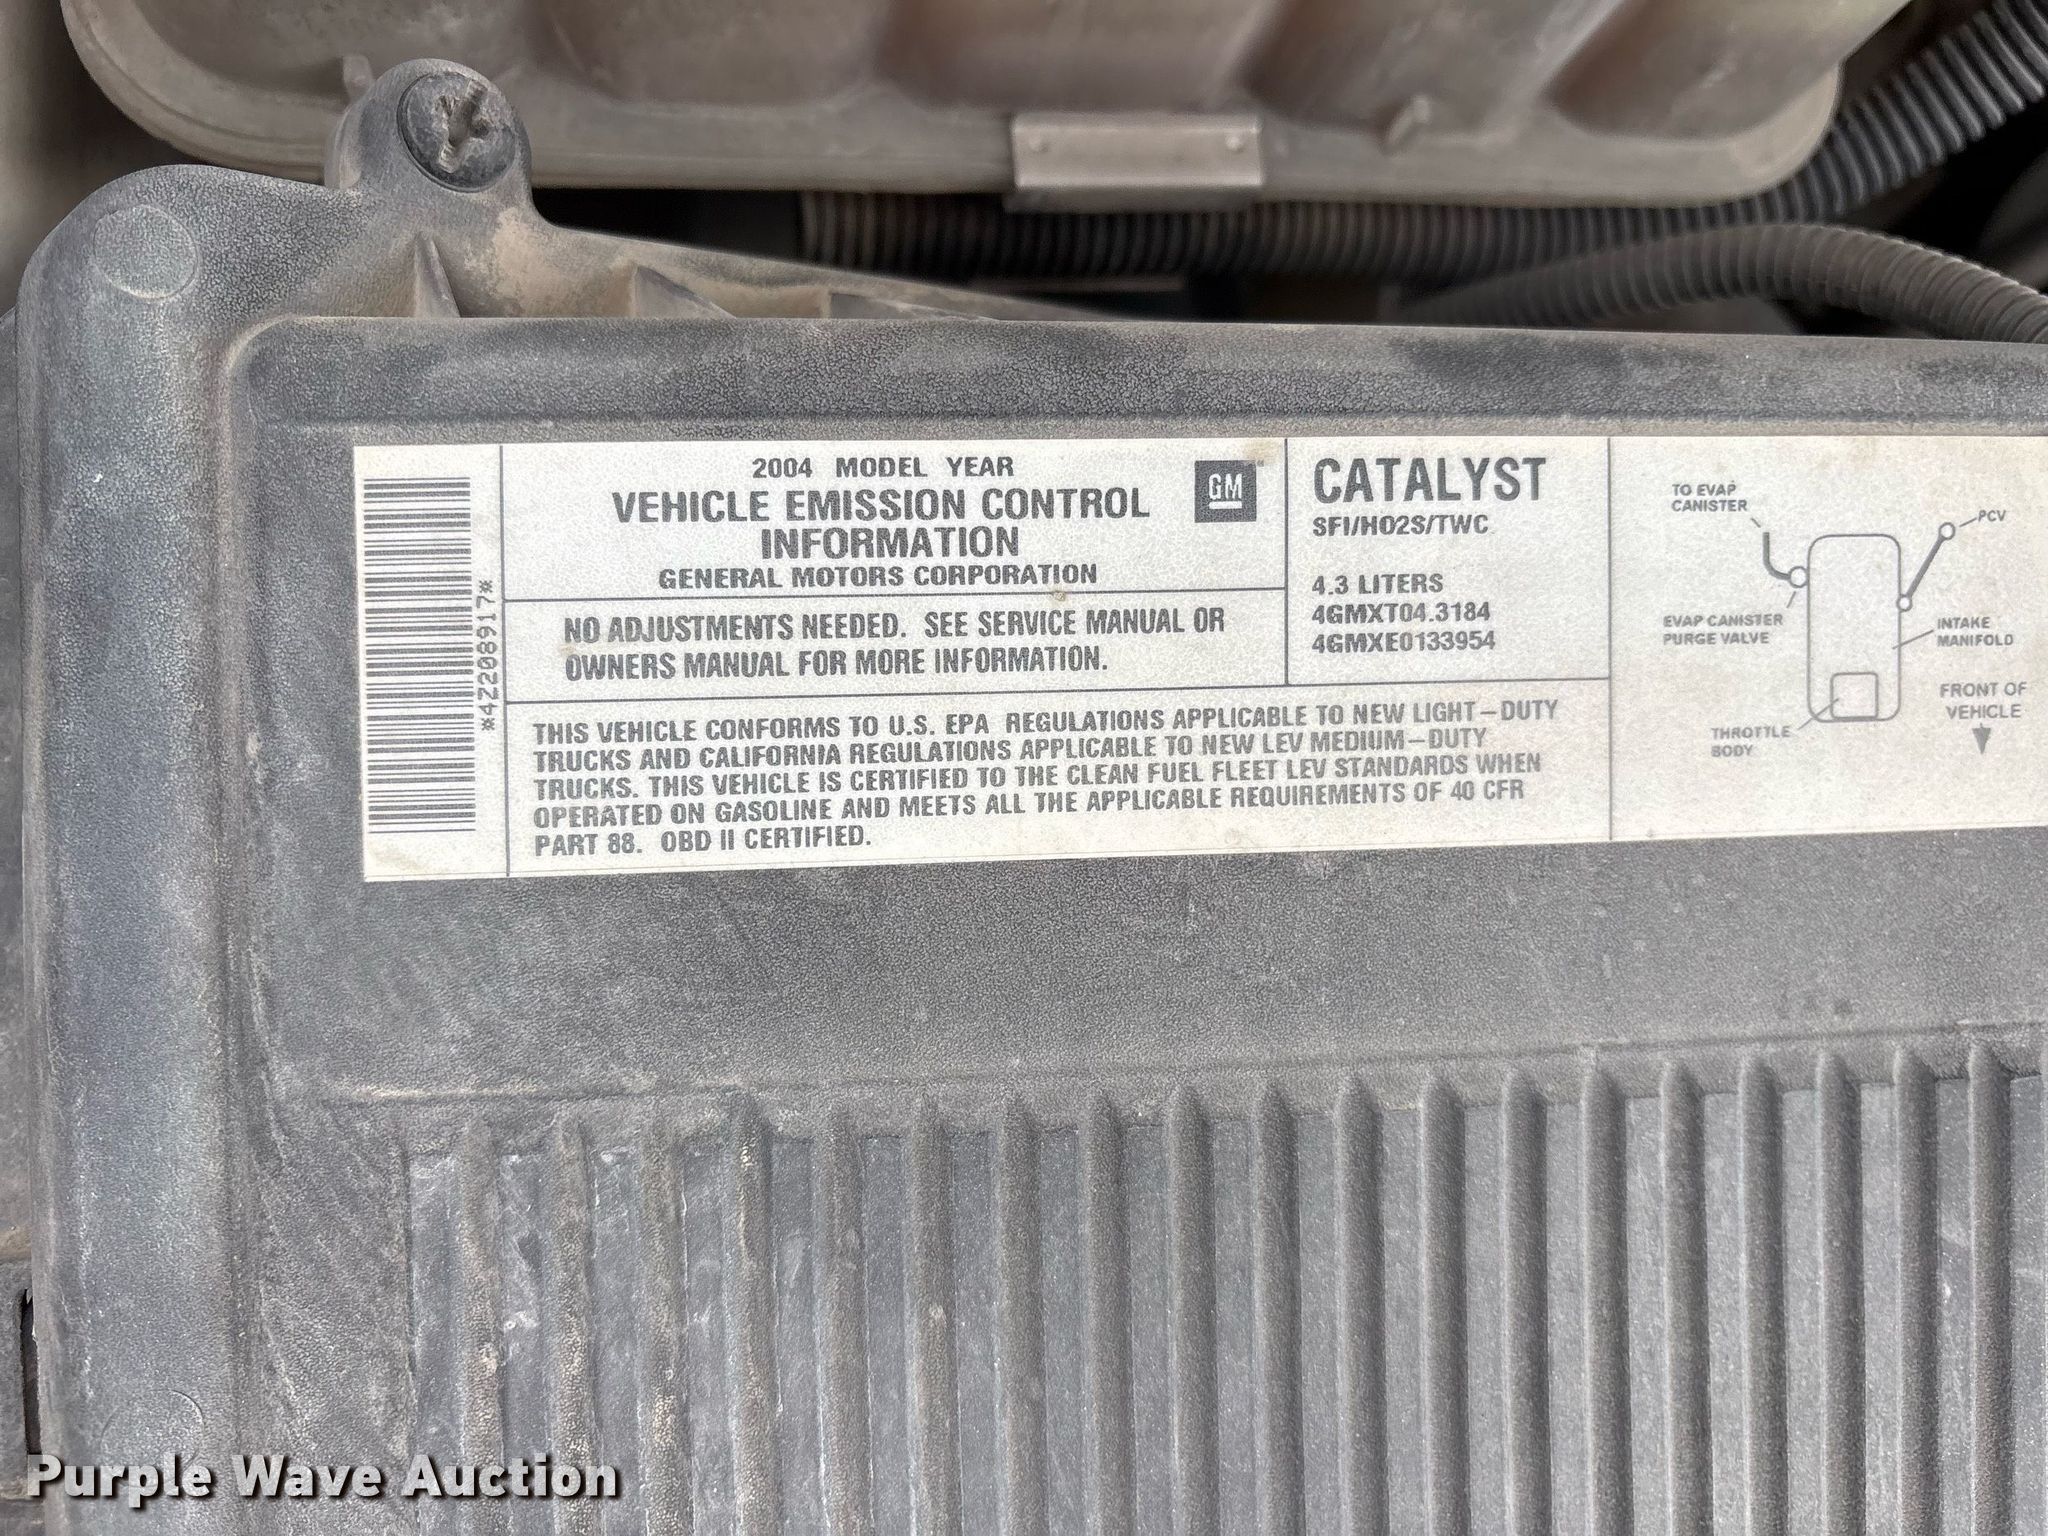 2004 MODEL YEAR
VEHICLE EMISSION CONTROL
INFORMATION
GENERAL MOTORS CORPORATION
GM
NO ADJUSTMENTS NEEDED. SEE SERVICE MANUAL OR
OWNERS MANUAL FOR MORE INFORMATION.
CATALYST
SFI/HO2S/TWC
4.3 LITERS
4GMXT04.3184
4GMXE0133954
THIS VEHICLE CONFORMS TO U.S. EPA REGULATIONS APPLICABLE TO NEW LIGHT-DUTY
TRUCKS AND CALIFORNIA REGULATIONS APPLICABLE TO NEW LEV MEDIUM-DUTY
TRUCKS. THIS VEHICLE IS CERTIFIED TO THE CLEAN FUEL FLEET LEV STANDARDS WHEN
OPERATED ON GASOLINE AND MEETS ALL THE APPLICABLE REQUIREMENTS OF 40 CFR
PART 88. OBD II CERTIFIED.
*4Z208917*
TO EVAP
CANISTER
PCV
EVAP CANISTER
PURGE VALVE
INTAKE
MANIFOLD
THROTTLE
BODY
FRONT OF
VEHICLE
Purple Wave Auction